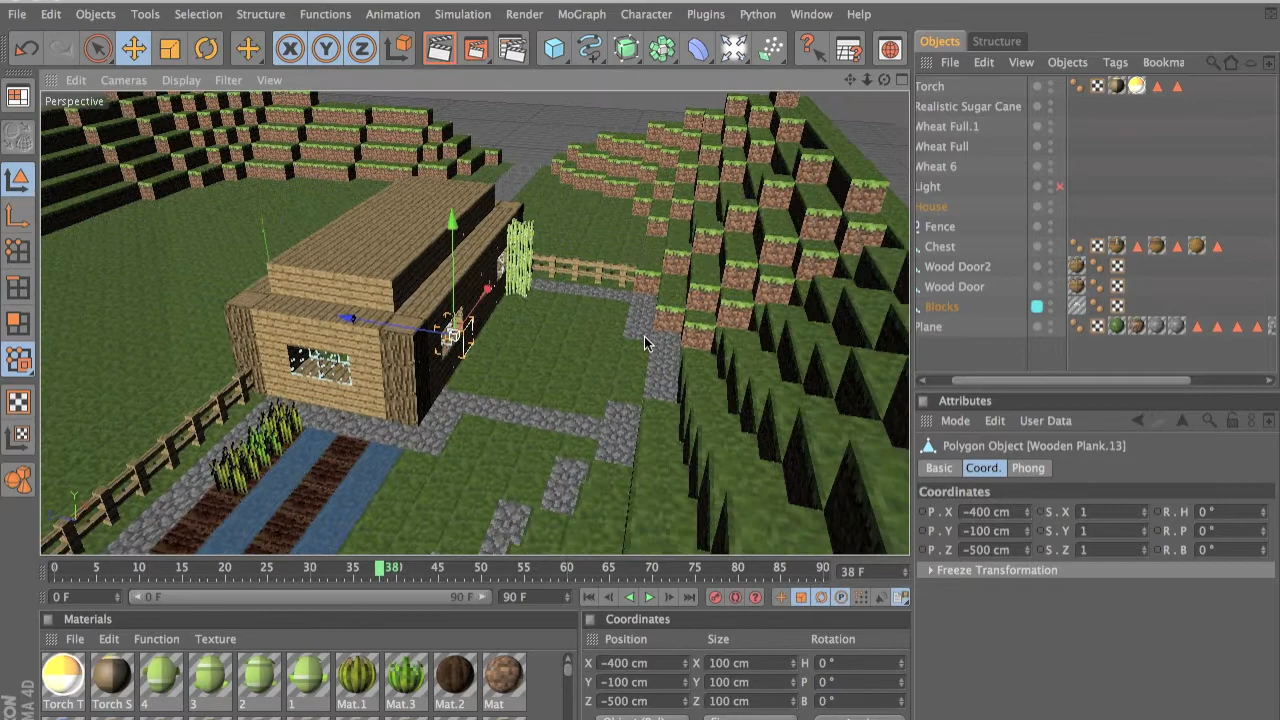 File Edit Objects Tools Selection Structure Functions Animation Simulation Render MoGraph Character Plugins Python Window Help
X Y Z
Objects Structure
Edit Cameras Display Filter View
File Edit View Objects Tags Bookma
Perspective
Torch
Realistic Sugar Cane
Wheat Full.1
Wheat Full
Wheat 6
Light
House
Fence
Chest
Wood Door2
Wood Door
Blocks
Plane
Attributes
Mode Edit User Data
Polygon Object [Wooden Plank.13]
Basic Coord. Phong
Coordinates
P . X -400 cm S . X 1 R . H 0 °
P . Y -100 cm S . Y 1 R . P 0 °
P . Z -500 cm S . Z 1 R . B 0 °
Freeze Transformation
Y
0 5 10 15 20 25 30 35 38 45 50 55 60 65 70 75 80 85 90 38 F
0 F 0 F 90 F 90 F
Materials
File Edit Function Texture
Torch T Torch S 4 3 2 1 Mat.1 Mat.3 Mat.2 Mat
Coordinates
Position Size Rotation
X -400 cm X 100 cm H 0 °
Y -100 cm Y 100 cm P 0 °
Z -500 cm Z 100 cm B 0 °
MA 4D